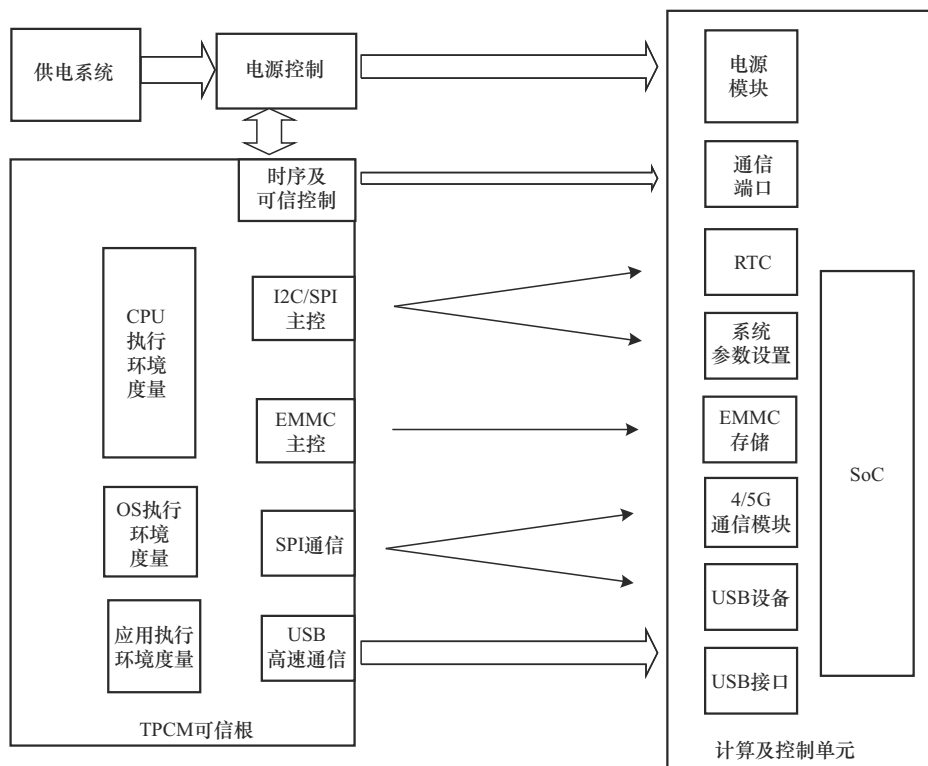 供电系统
电源控制
时序及
可信控制
CPU
执行
环境
度量
I2C/SPI
主控
EMMC
主控
OS执行
环境
度量
SPI通信
应用执行
环境度量
USB
高速通信
TPCM可信根
电源
模块
通信
端口
RTC
系统
参数设置
EMMC
存储
4/5G
通信模块
USB设备
USB接口
SoC
计算及控制单元